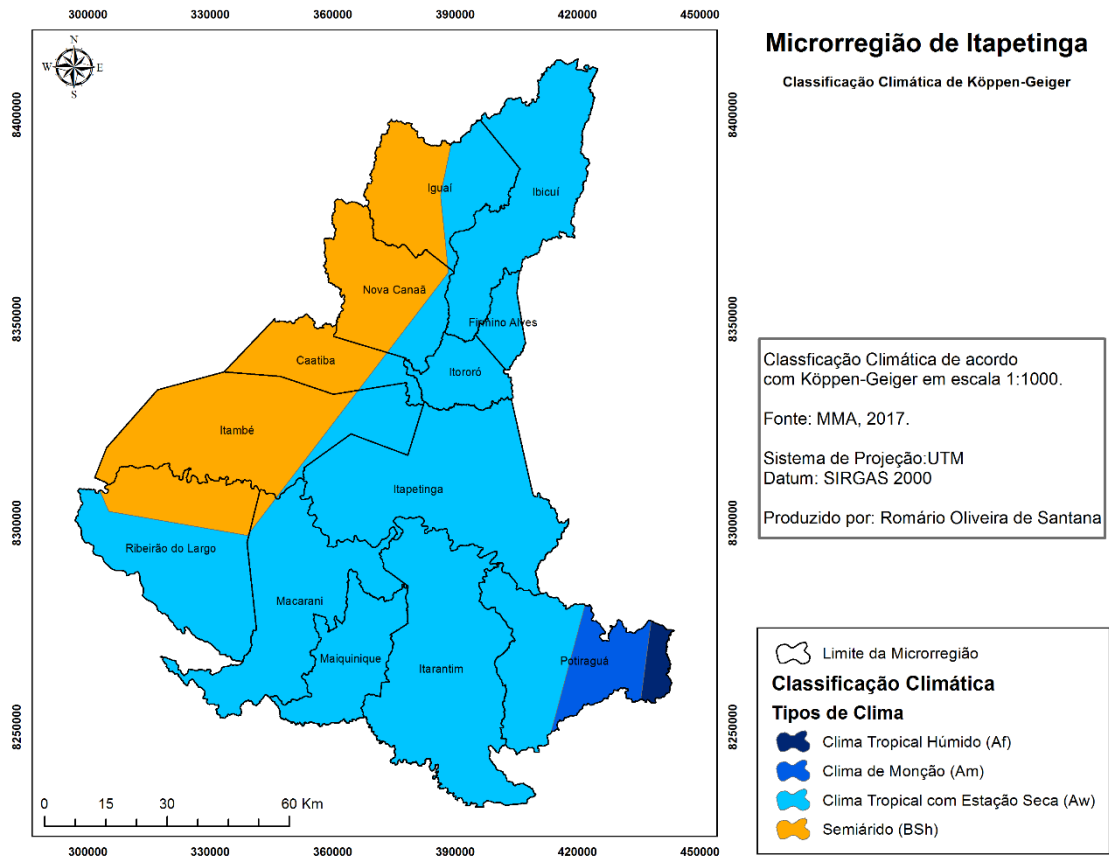 300000 330000 360000 390000 420000 450000
Microrregião de Itapetinga
Classificação Climática de Köppen-Geiger
N
W E
S
8400000
8400000
Iguaí
Ibicuí
Nova Canaã
8350000
8350000
Firmino Alves
Caatiba
Itororó
Classficação Climática de acordo
com Köppen-Geiger em escala 1:1000.
Fonte: MMA, 2017.
Sistema de Projeção:UTM
Datum: SIRGAS 2000
Produzido por: Romário Oliveira de Santana
Itambé
Itapetinga
8300000
8300000
Ribeirão do Largo
Macarani
Maiquinique
Itarantim
Potiraguá
8250000
8250000
Limite da Microrregião
Classificação Climática
Tipos de Clima
Clima Tropical Húmido (Af)
Clima de Monção (Am)
Clima Tropical com Estação Seca (Aw)
Semiárido (BSh)
0 15 30 60 Km
300000 330000 360000 390000 420000 450000